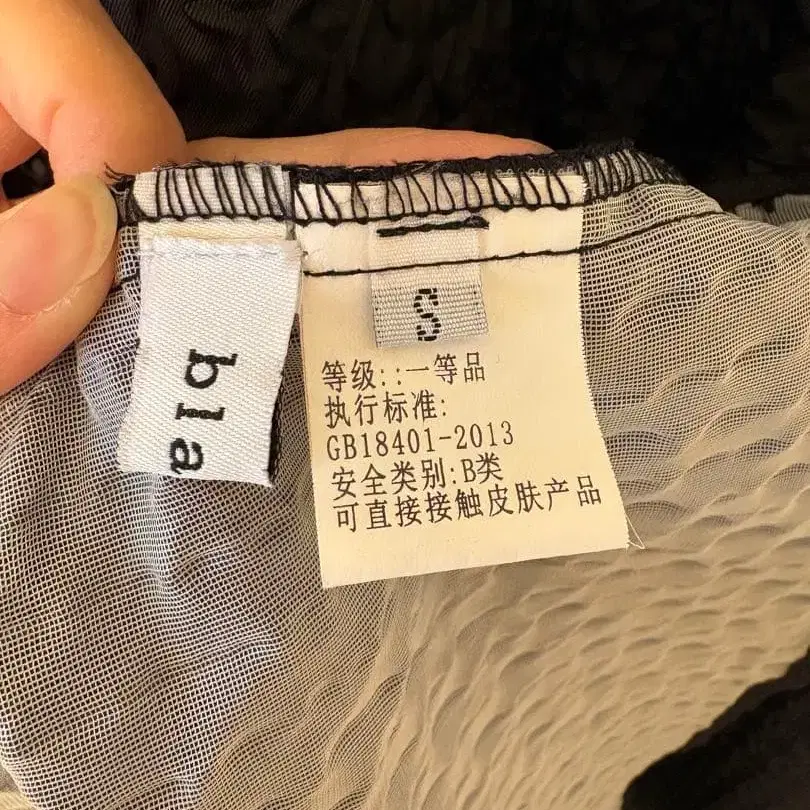 bla
S
等级::一等品
执行标准:
GB18401-2013
安全类别:B类
可直接接触皮肤产品